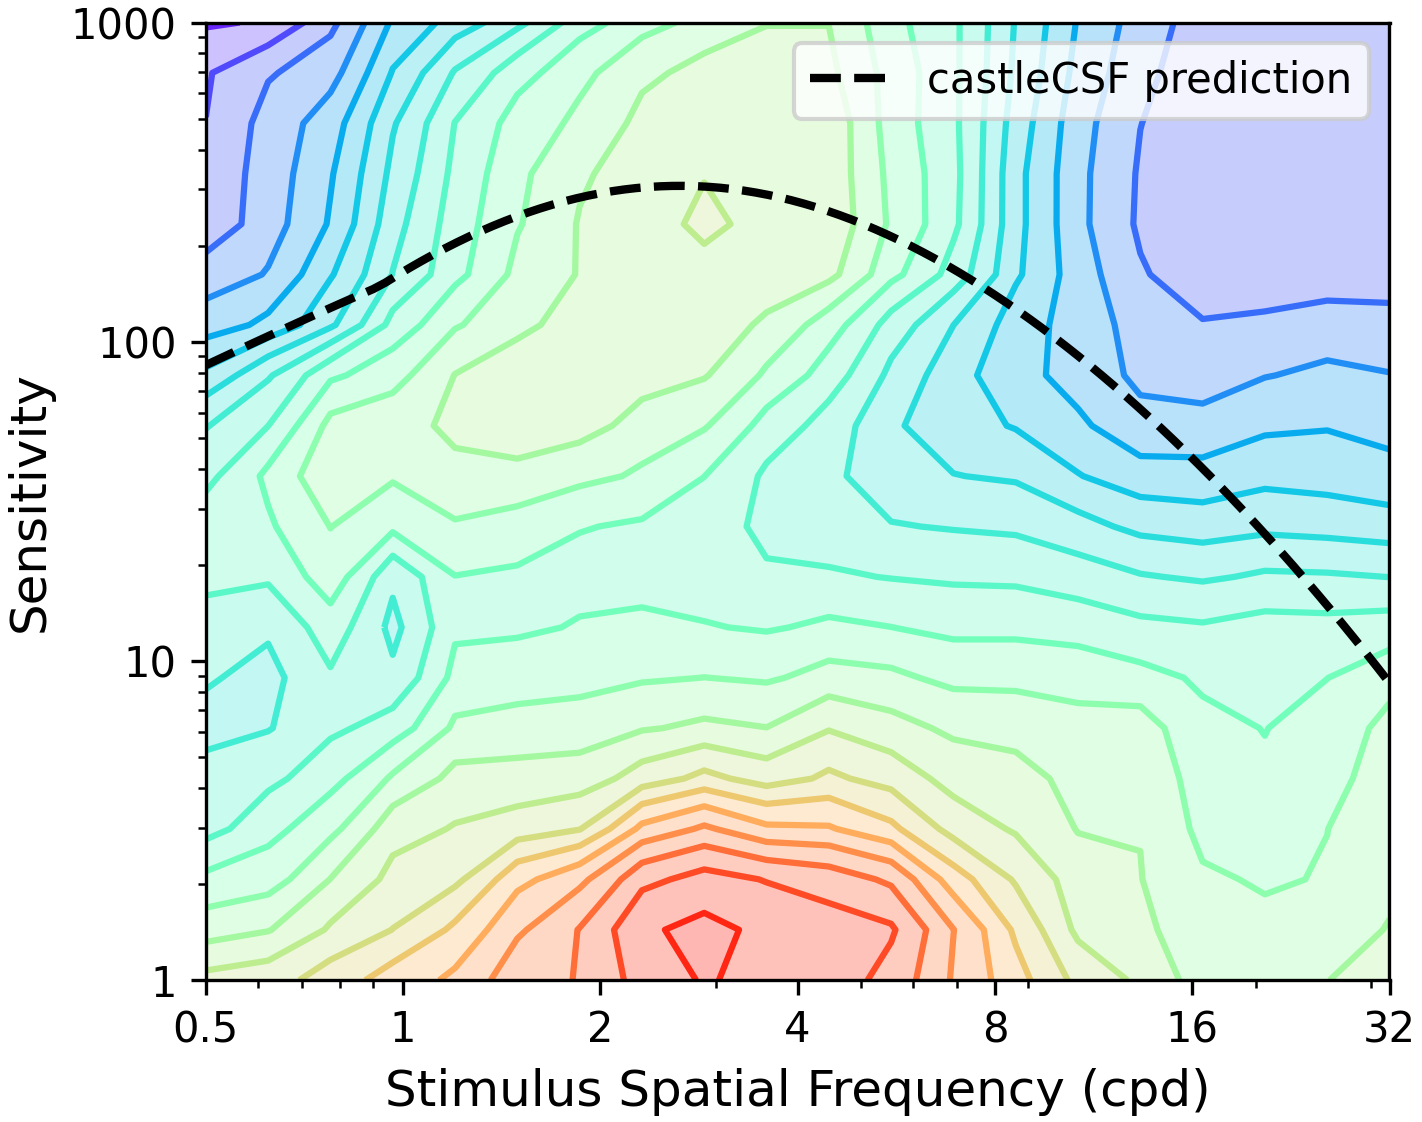 1000
100
10
1
Sensitivity
castleCSF prediction
0.5 1 2 4 8 16 32
Stimulus Spatial Frequency (cpd)